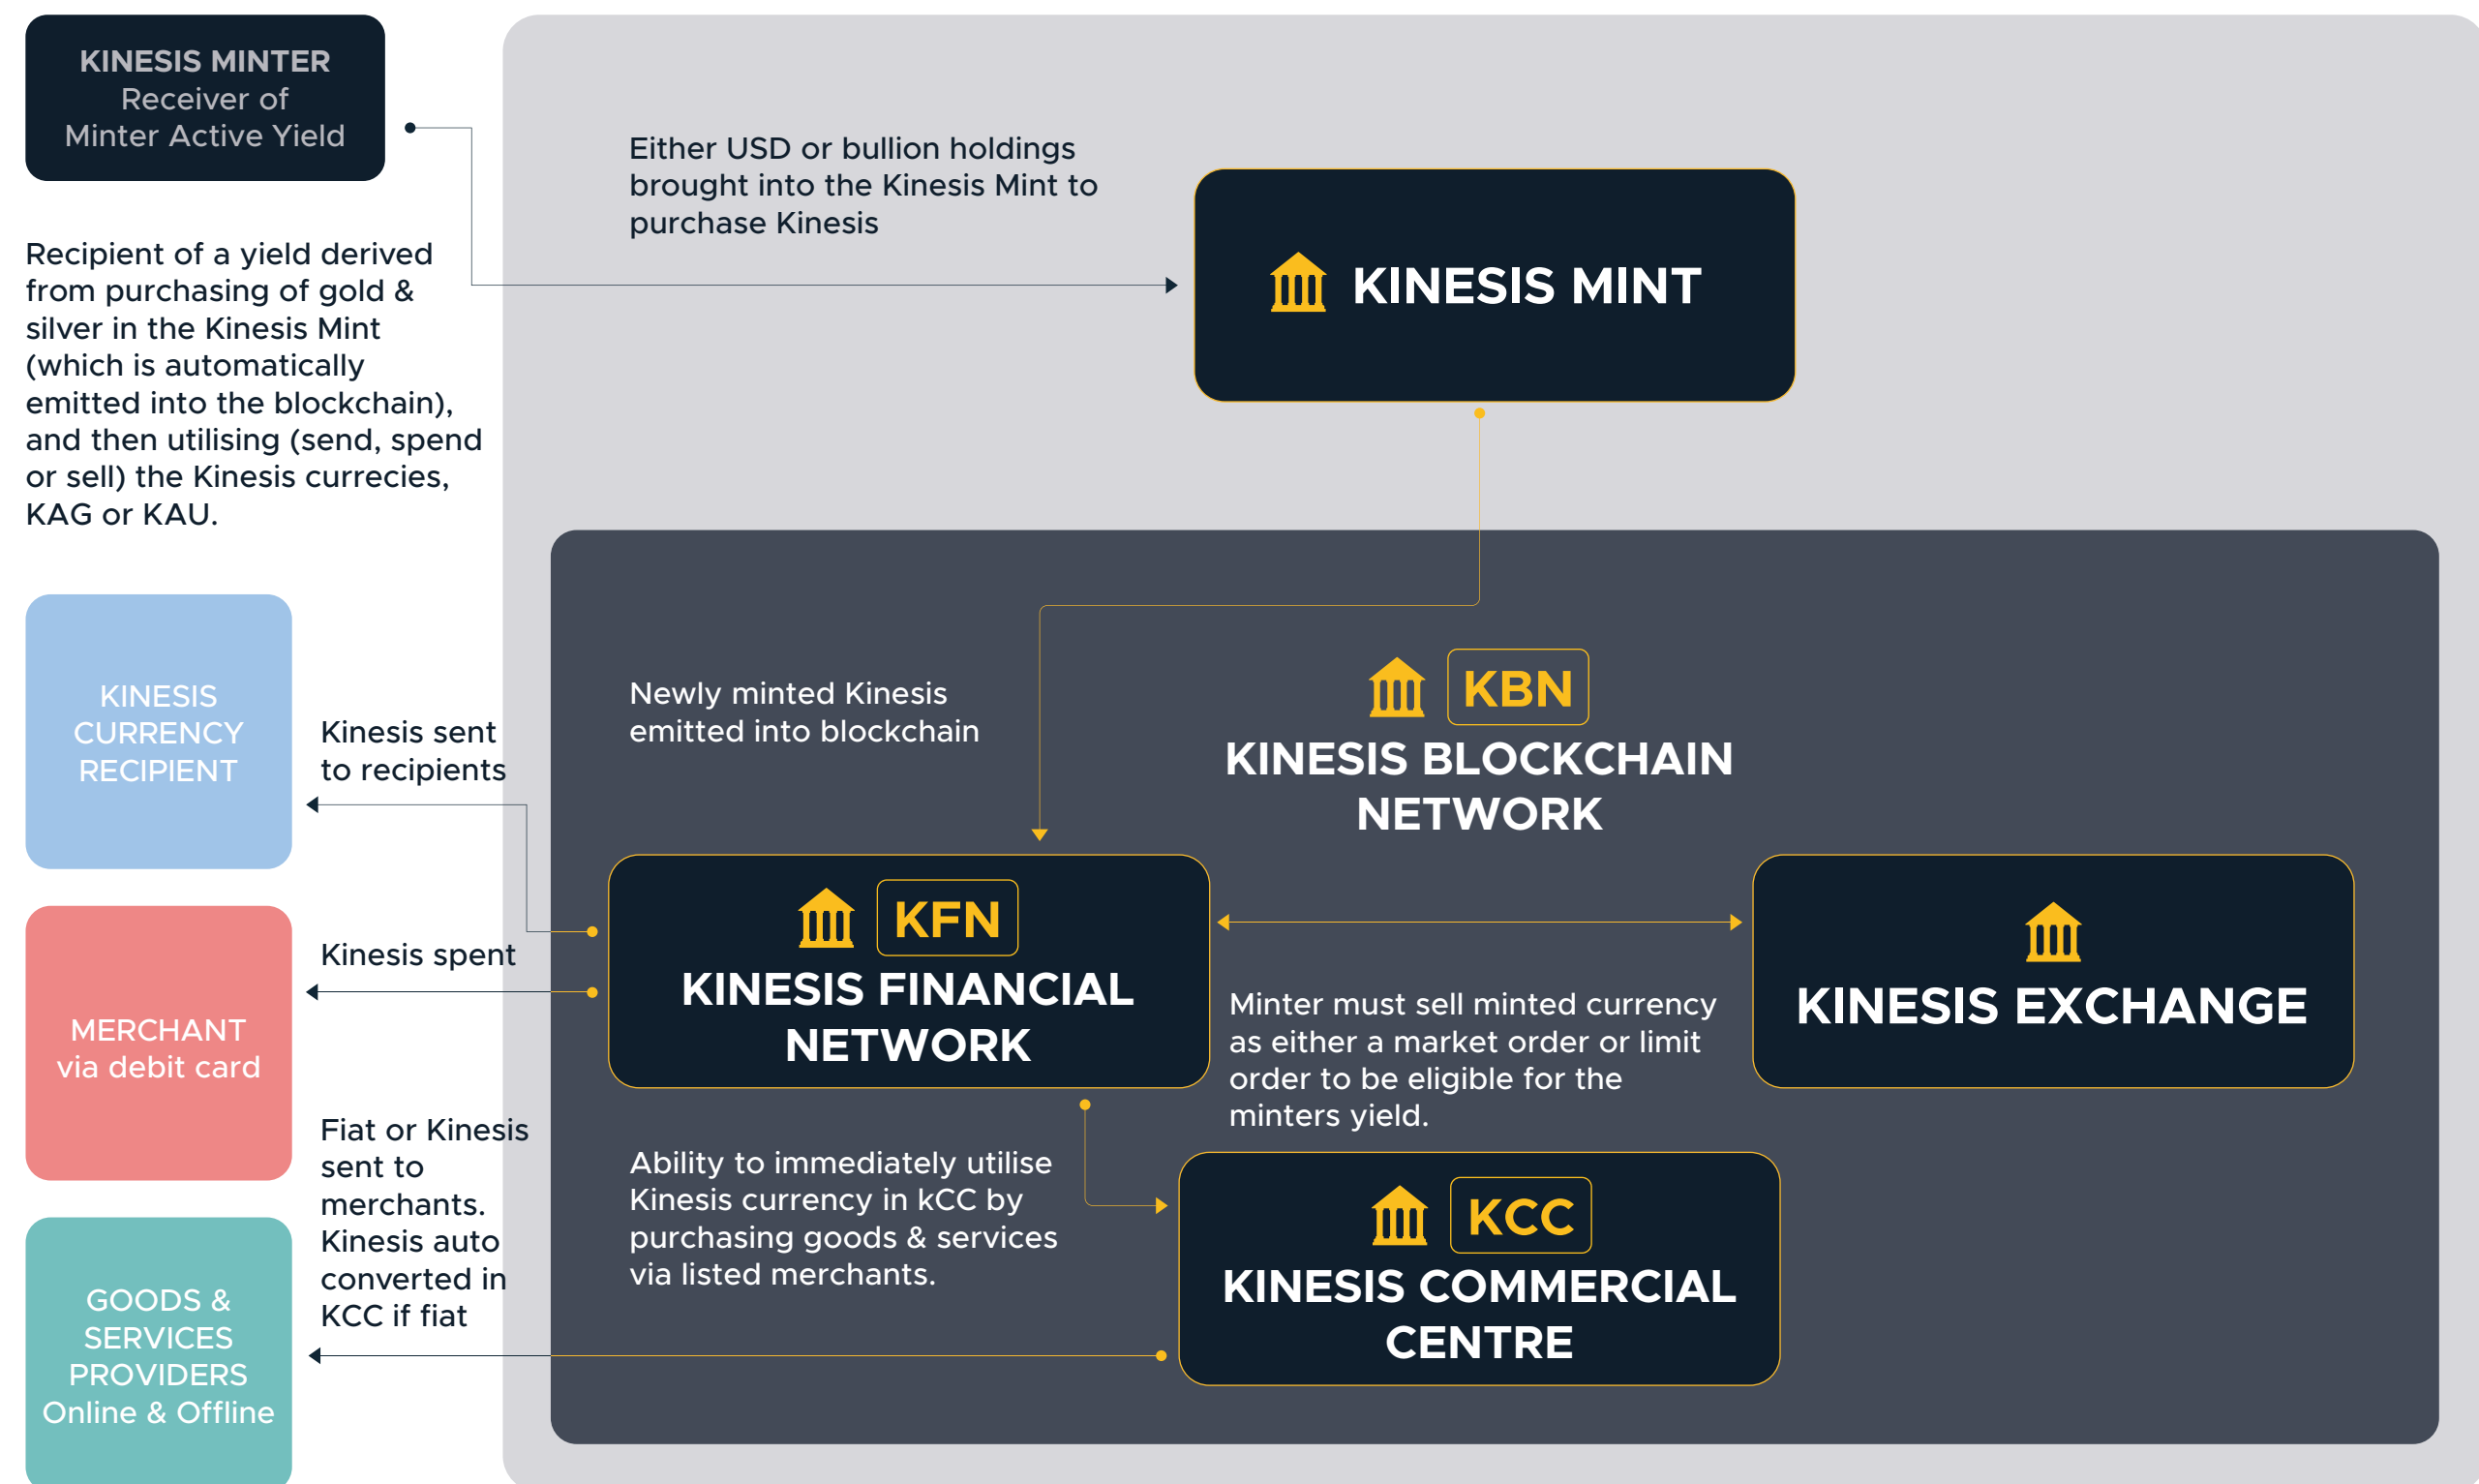 KINESIS MINTER
Receiver of
Minter Active Yield
Recipient of a yield derived
from purchasing of gold &
silver in the Kinesis Mint
(which is automatically
emitted into the blockchain),
and then utilising (send, spend
or sell) the Kinesis currecies,
KAG or KAU.
Either USD or bullion holdings
brought into the Kinesis Mint to
purchase Kinesis
KINESIS MINT
Newly minted Kinesis
emitted into blockchain
KBN
KINESIS BLOCKCHAIN
NETWORK
KINESIS
CURRENCY
RECIPIENT
Kinesis sent
to recipients
KFN
KINESIS FINANCIAL
NETWORK
KINESIS EXCHANGE
Minter must sell minted currency
as either a market order or limit
order to be eligible for the
minters yield.
MERCHANT
via debit card
Kinesis spent
Ability to immediately utilise
Kinesis currency in kCC by
purchasing goods & services
via listed merchants.
KCC
KINESIS COMMERCIAL
CENTRE
Fiat or Kinesis
sent to
merchants.
Kinesis auto
converted in
KCC if fiat
GOODS &
SERVICES
PROVIDERS
Online & Offline